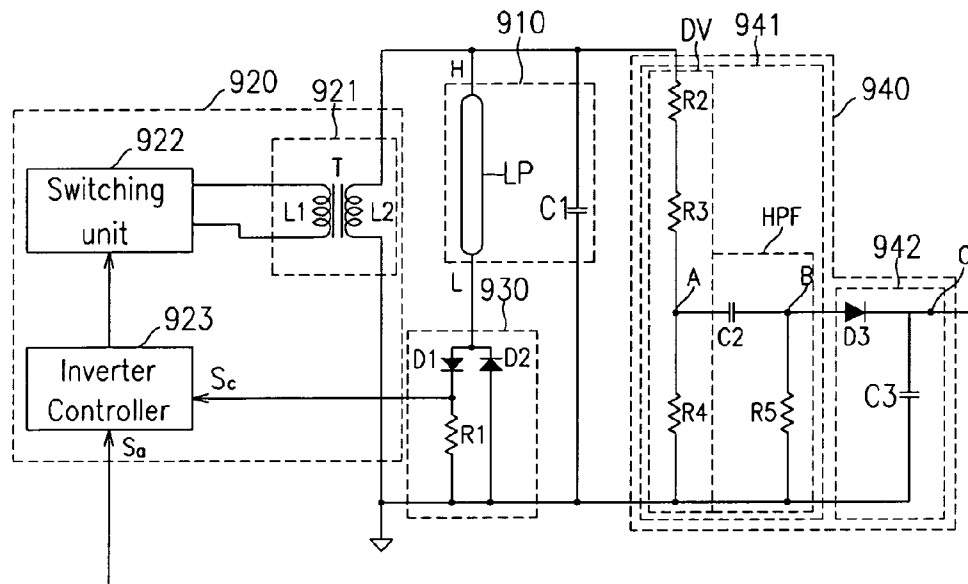 910
DV
941
940
920
921
922
Switching
unit
T
L1
L2
H
LP
C1
L
R2
R3
HPF
942
A
B
C2
D3
C3
R4
R5
930
923
Inverter
Controller
Sc
Sa
D1
D2
R1